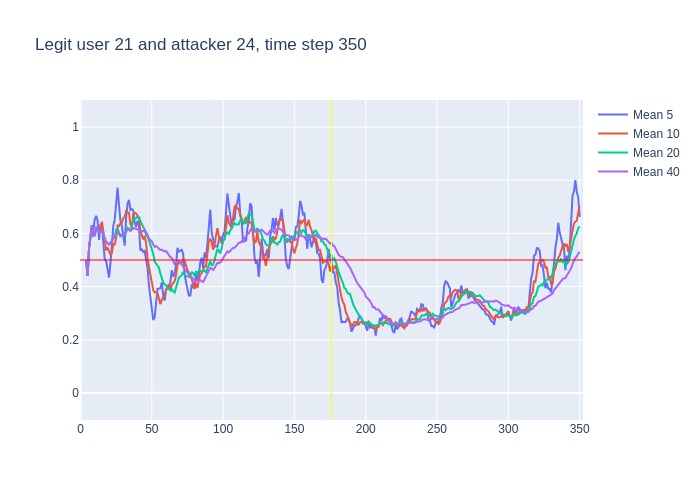 Legit user 21 and attacker 24, time step 350
1
0.8
0.6
0.4
0.2
0
0 50 100 150 200 250 300 350
Mean 5
Mean 10
Mean 20
Mean 40